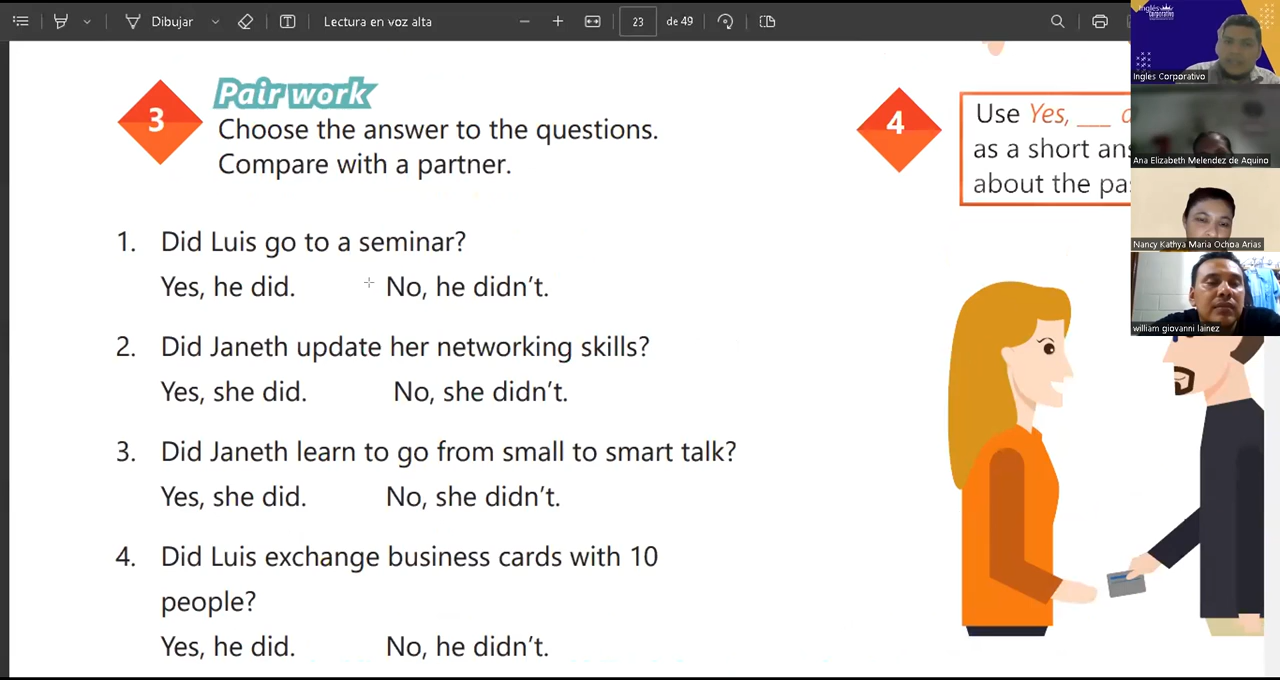 Dibujar
Lectura en voz alta
23
de 49
Inglés
Corporativo
Ingles Corporativo
Ana Elizabeth Melendez de Aquino
Nancy Kathya Maria Ochoa Arias
william giovanni lainez
3
Pair work
Choose the answer to the questions.
Compare with a partner.
1. Did Luis go to a seminar?
Yes, he did. No, he didn't.
2. Did Janeth update her networking skills?
Yes, she did. No, she didn't.
3. Did Janeth learn to go from small to smart talk?
Yes, she did. No, she didn't.
4. Did Luis exchange business cards with 10
people?
Yes, he did. No, he didn't.
4
Use Yes, ___
as a short
about the